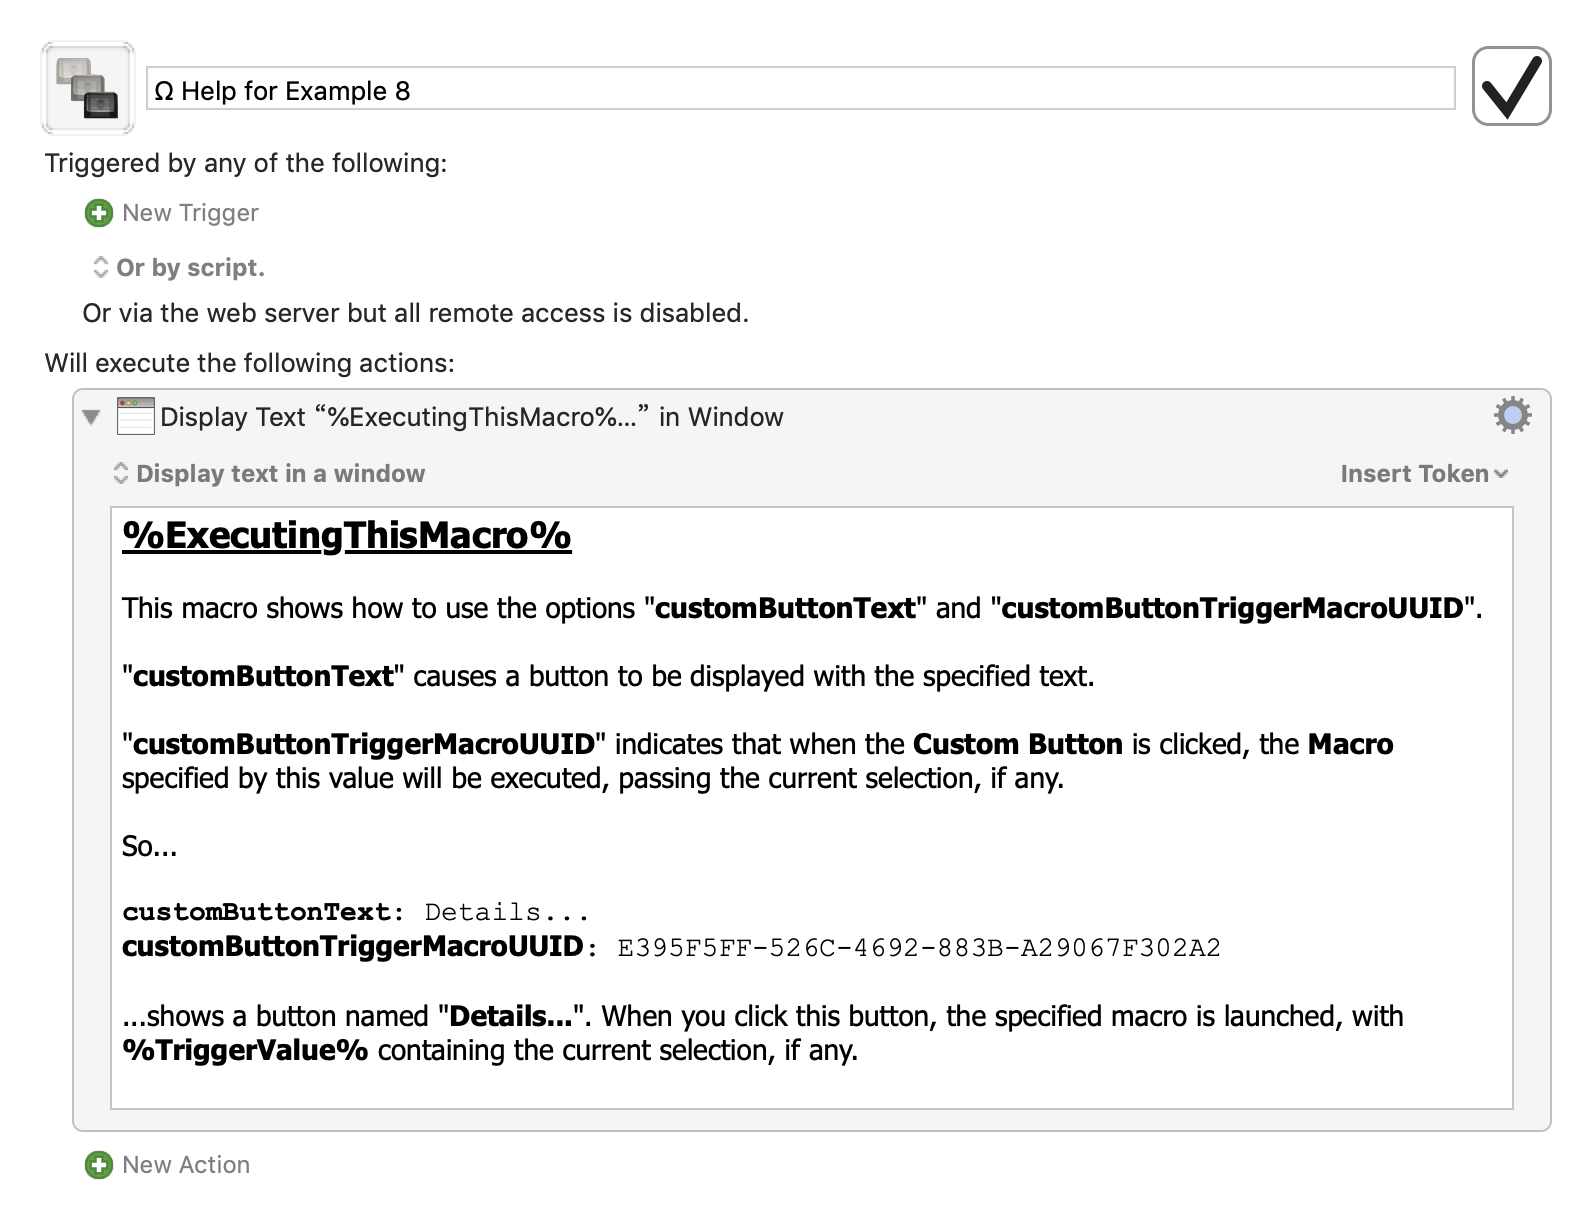 Ω Help for Example 8
Triggered by any of the following:
New Trigger
Or by script.
Or via the web server but all remote access is disabled.
Will execute the following actions:
Display Text “%ExecutingThisMacro%...” in Window
Display text in a window
Insert Token
%ExecutingThisMacro%
This macro shows how to use the options "customButtonText" and "customButtonTriggerMacroUUID".
"customButtonText" causes a button to be displayed with the specified text.
"customButtonTriggerMacroUUID" indicates that when the Custom Button is clicked, the Macro
specified by this value will be executed, passing the current selection, if any.
So...
customButtonText: Details...
customButtonTriggerMacroUUID: E395F5FF-526C-4692-883B-A29067F302A2
...shows a button named "Details...". When you click this button, the specified macro is launched, with
%TriggerValue% containing the current selection, if any.
New Action